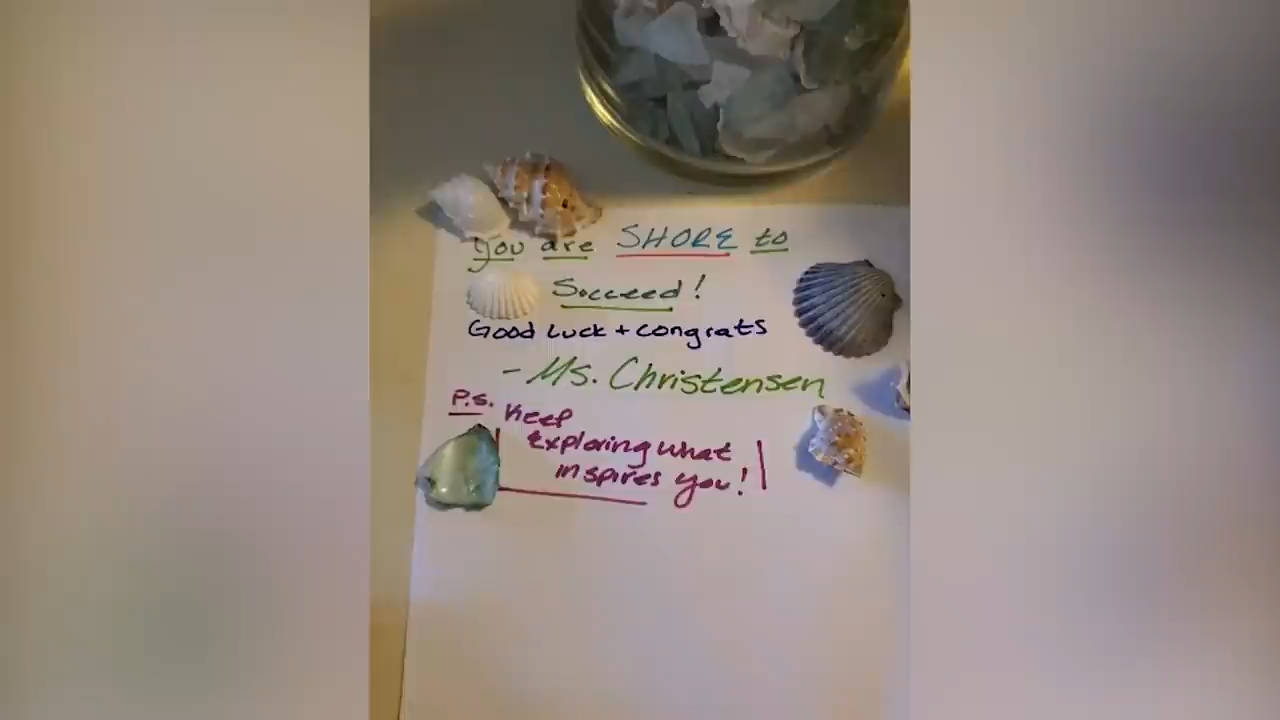 You are SHORE to
Succeed!
Good Luck + congrats
- Ms. Christensen
P.S. Keep
Exploring what
inspires you!